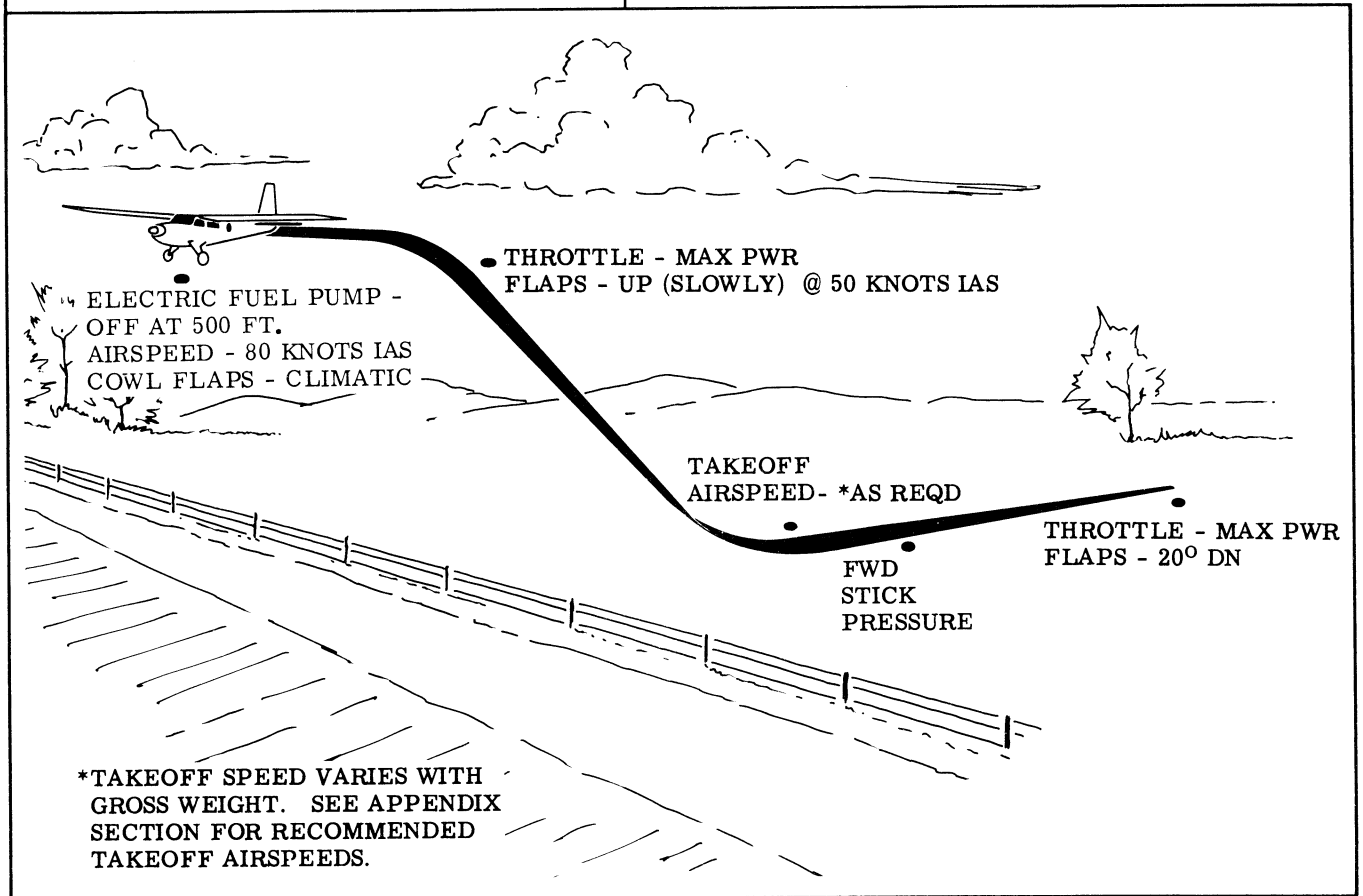 THROTTLE - MAX PWR
FLAPS - UP (SLOWLY) @ 50 KNOTS IAS
ELECTRIC FUEL PUMP -
OFF AT 500 FT.
AIRSPEED - 80 KNOTS IAS
COWL FLAPS - CLIMATIC
TAKEOFF
AIRSPEED- *AS REQD
THROTTLE - MAX PWR
FLAPS - 20° DN
FWD
STICK
PRESSURE
*TAKEOFF SPEED VARIES WITH
GROSS WEIGHT. SEE APPENDIX
SECTION FOR RECOMMENDED
TAKEOFF AIRSPEEDS.